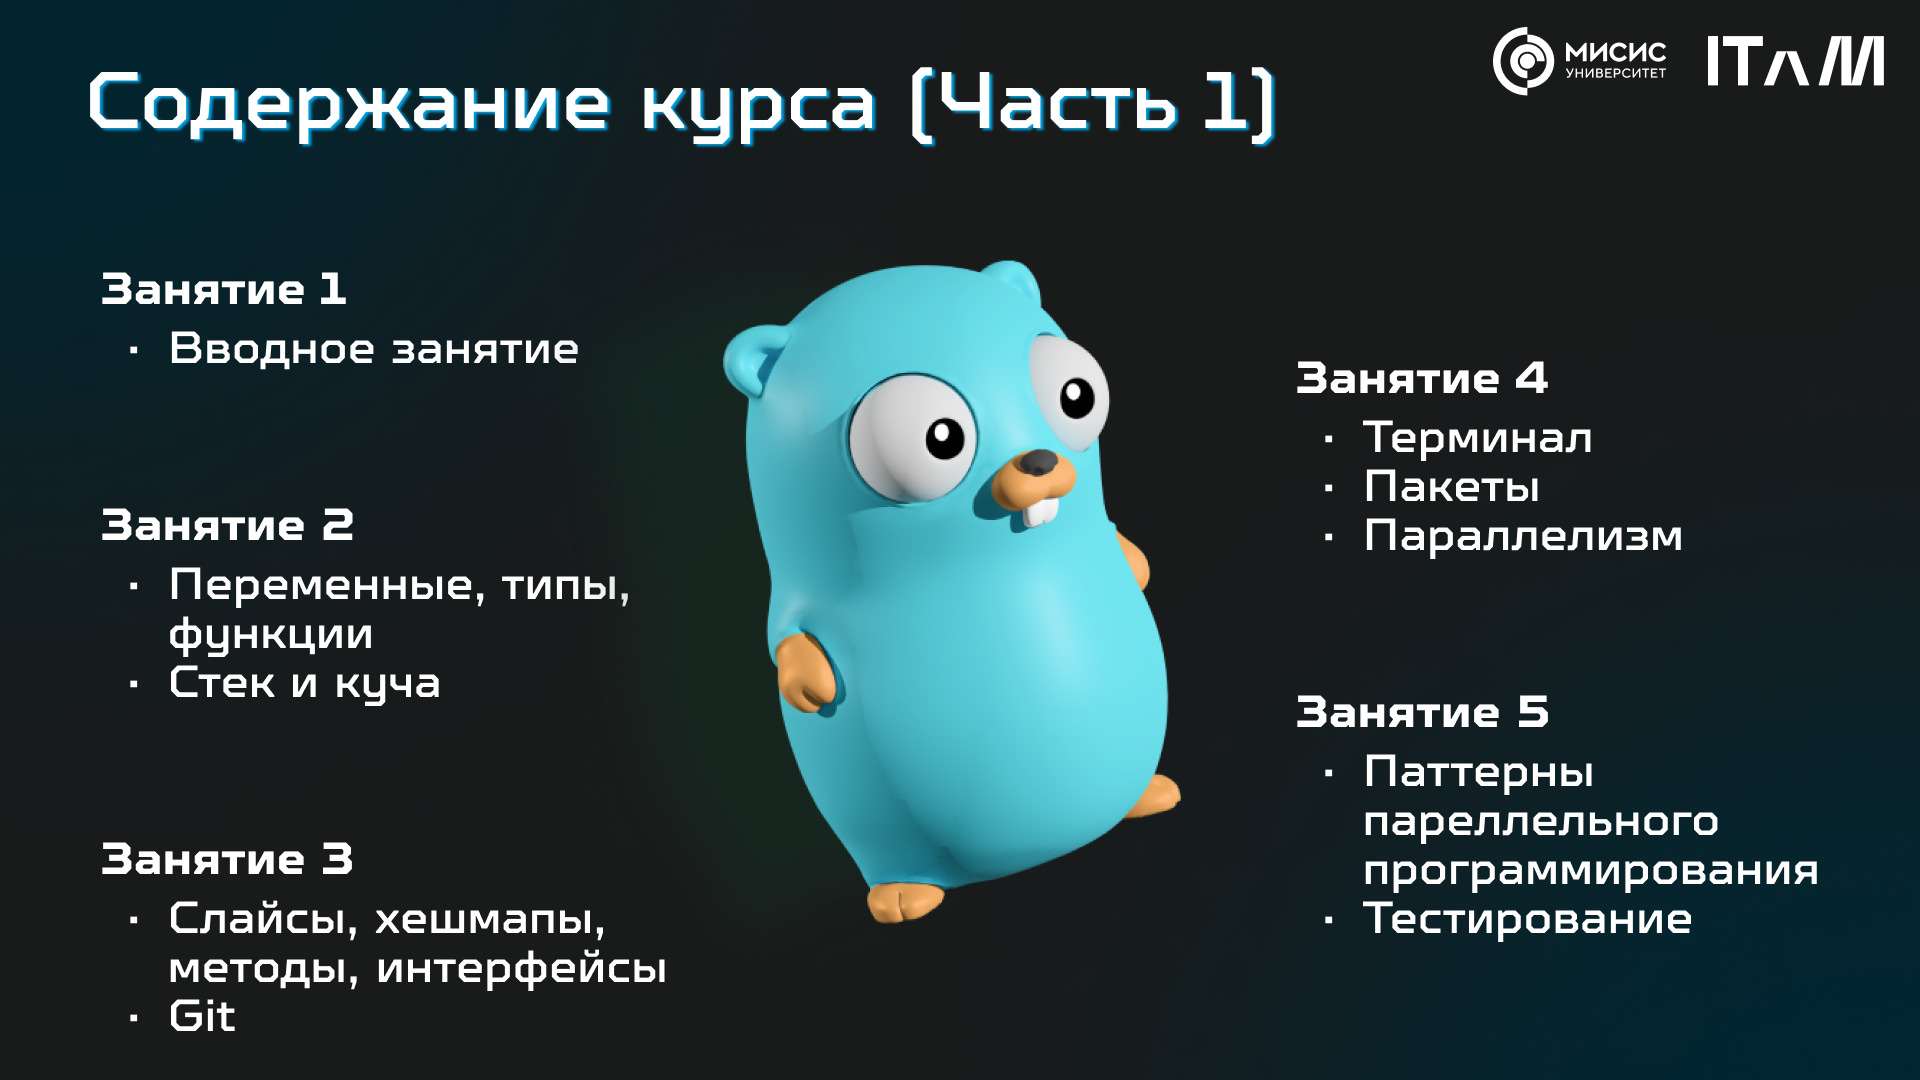 Содержание курса (Часть 1)
МИСИС
УНИВЕРСИТЕТ
ITAM
Занятие 1
· Вводное занятие
Занятие 2
· Переменные, типы,
функции
· Стек и куча
Занятие 3
· Слайсы, хешмапы,
методы, интерфейсы
· Git
Занятие 4
· Терминал
· Пакеты
· Параллелизм
Занятие 5
· Паттерны
пареллельного
программирования
· Тестирование